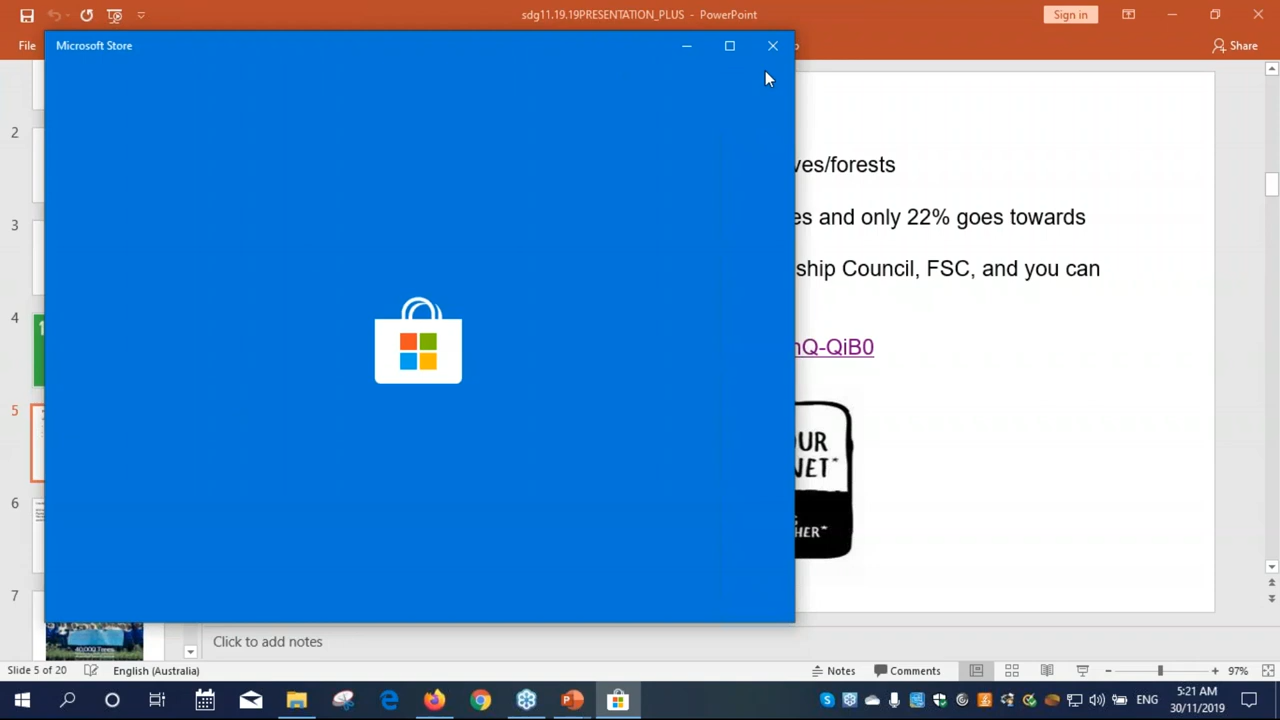 sdg11.19.19PRESENTATION_PLUS - PowerPoint
Sign in
File
Share
Microsoft Store
2
3
4
5
6
7
ves/forests
es and only 22% goes towards
ship Council, FSC, and you can
nQ-QiB0
OUR
NET*
HER*
Click to add notes
Slide 5 of 20
English (Australia)
Notes
Comments
97%
ENG
5:21 AM
30/11/2019